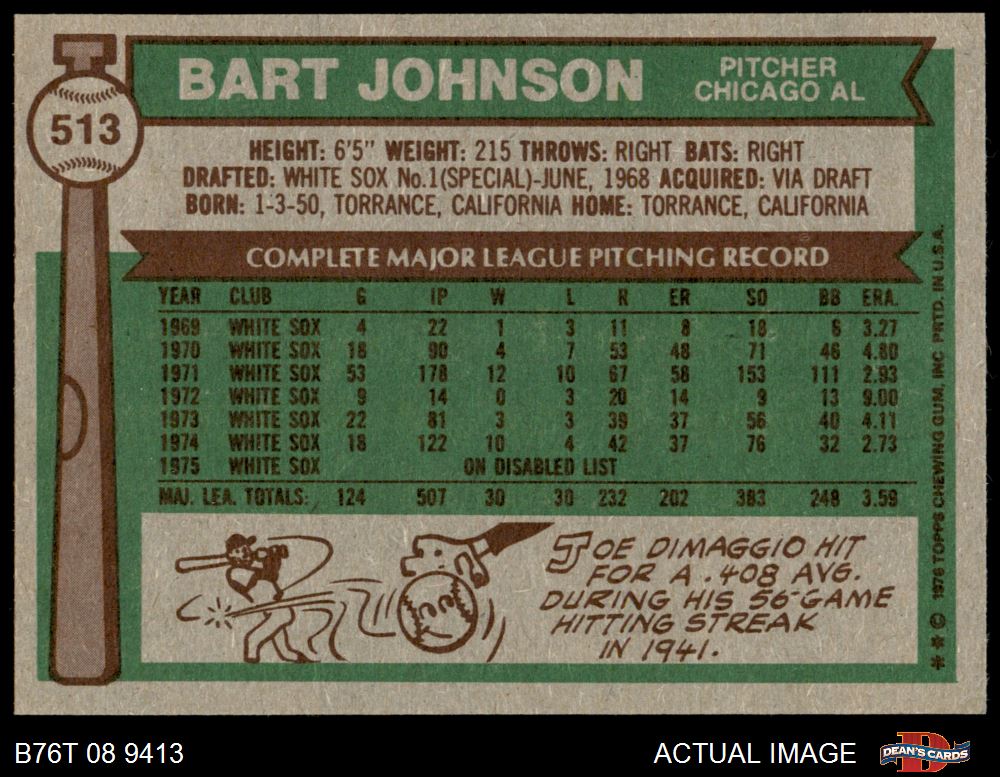 513
BART JOHNSON
PITCHER
CHICAGO AL
HEIGHT: 6'5" WEIGHT: 215 THROWS: RIGHT BATS: RIGHT
DRAFTED: WHITE SOX No.1(SPECIAL)-JUNE, 1968 ACQUIRED: VIA DRAFT
BORN: 1-3-50, TORRANCE, CALIFORNIA HOME: TORRANCE, CALIFORNIA
COMPLETE MAJOR LEAGUE PITCHING RECORD
YEAR CLUB G IP W L R ER SO BB ERA.
1969 WHITE SOX 4 22 1 3 11 8 18 6 3.27
1970 WHITE SOX 18 90 4 7 53 48 71 46 4.80
1971 WHITE SOX 53 178 12 10 67 58 153 111 2.93
1972 WHITE SOX 9 14 0 3 20 14 9 13 9.00
1973 WHITE SOX 22 81 3 3 39 37 56 40 4.11
1974 WHITE SOX 18 122 10 4 42 37 76 32 2.73
1975 WHITE SOX ON DISABLED LIST
MAJ. LEA. TOTALS: 124 507 30 30 232 202 383 248 3.59
JOE DIMAGGIO HIT
FOR A .408 AVG.
DURING HIS 56-GAME
HITTING STREAK
IN 1941.
* * © 1976 TOPPS CHEWING GUM, INC. PRTD. IN U.S.A.
B76T 08 9413
ACTUAL IMAGE
DEAN'S CARDS